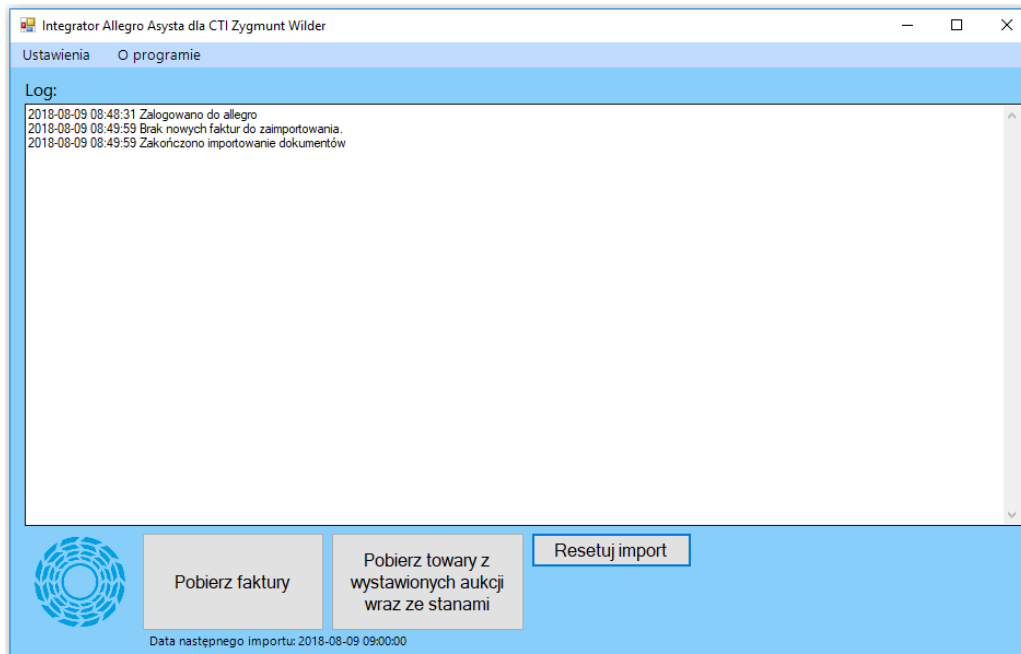 Integrator Allegro Asysta dla CTI Zygmunt Wilder
Ustawienia O programie
Log:
2018-08-09 08:48:31 Zalogowano do allegro
2018-08-09 08:49:59 Brak nowych faktur do zaimportowania.
2018-08-09 08:49:59 Zakończono importowanie dokumentów
Pobierz faktury
Pobierz towary z
wystawionych aukcji
wraz ze stanami
Resetuj import
Data następnego importu: 2018-08-09 09:00:00